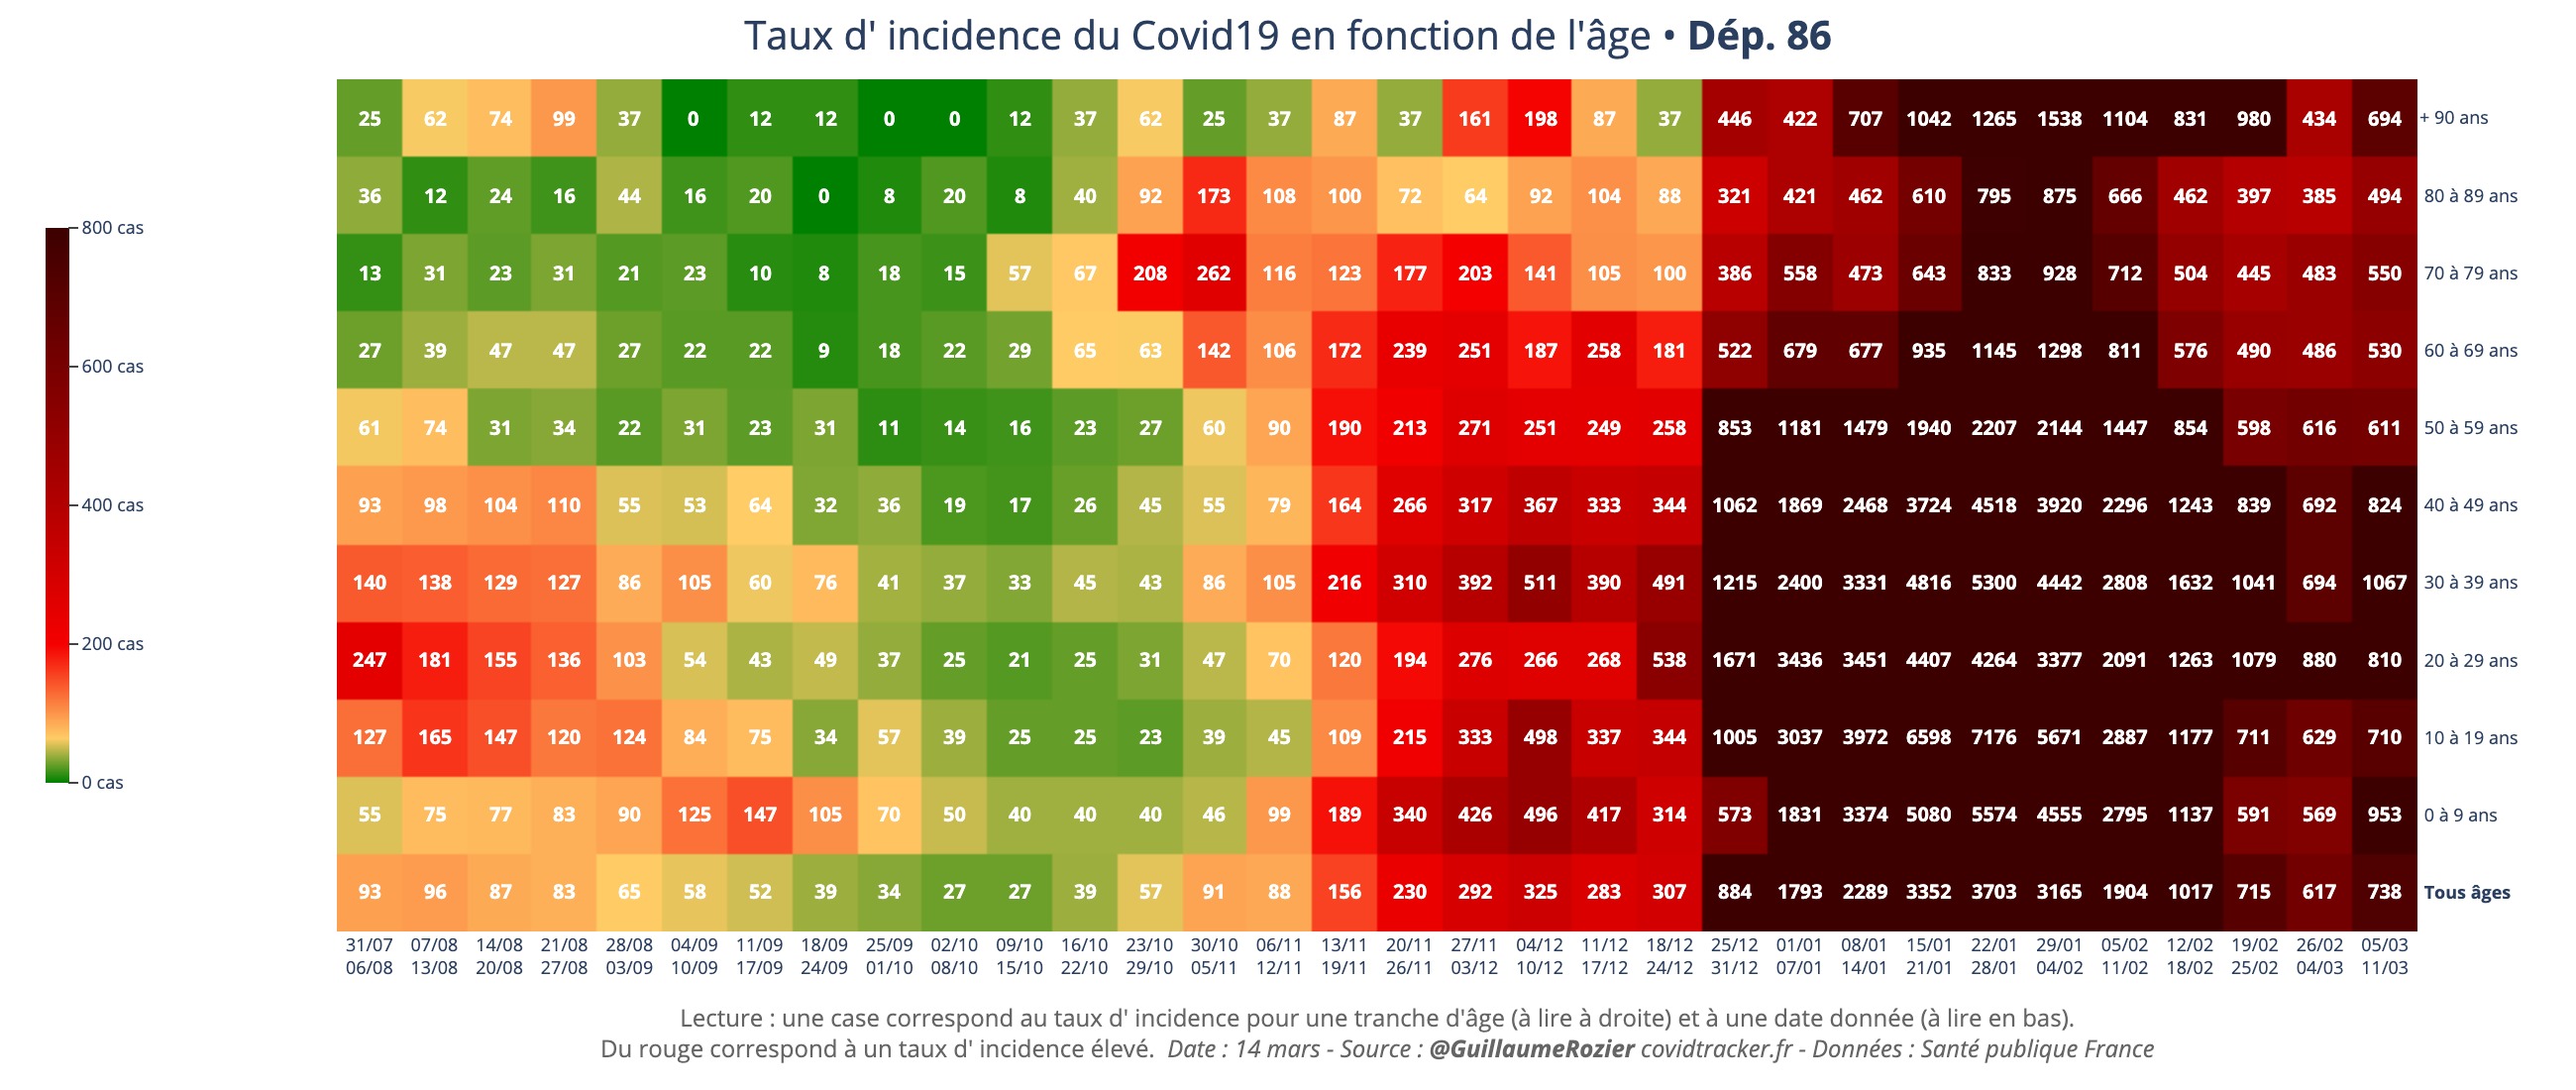 Taux d' incidence du Covid19 en fonction de l'âge • Dép. 86
25 62 74 99 37 0 12 12 0 0 12 37 62 25 37 87 37 161 198 87 37 446 422 707 1042 1265 1538 1104 831 980 434 694 + 90 ans
36 12 24 16 44 16 20 0 8 20 8 40 92 173 108 100 72 64 92 104 88 321 421 462 610 795 875 666 462 397 385 494 80 à 89 ans
13 31 23 31 21 23 10 8 18 15 57 67 208 262 116 123 177 203 141 105 100 386 558 473 643 833 928 712 504 445 483 550 70 à 79 ans
27 39 47 47 27 22 22 9 18 22 29 65 63 142 106 172 239 251 187 258 181 522 679 677 935 1145 1298 811 576 490 486 530 60 à 69 ans
61 74 31 34 22 31 23 31 11 14 16 23 27 60 90 190 213 271 251 249 258 853 1181 1479 1940 2207 2144 1447 854 598 616 611 50 à 59 ans
93 98 104 110 55 53 64 32 36 19 17 26 45 55 79 164 266 317 367 333 344 1062 1869 2468 3724 4518 3920 2296 1243 839 692 824 40 à 49 ans
140 138 129 127 86 105 60 76 41 37 33 45 43 86 105 216 310 392 511 390 491 1215 2400 3331 4816 5300 4442 2808 1632 1041 694 1067 30 à 39 ans
247 181 155 136 103 54 43 49 37 25 21 25 31 47 70 120 194 276 266 268 538 1671 3436 3451 4407 4264 3377 2091 1263 1079 880 810 20 à 29 ans
127 165 147 120 124 84 75 34 57 39 25 25 23 39 45 109 215 333 498 337 344 1005 3037 3972 6598 7176 5671 2887 1177 711 629 710 10 à 19 ans
55 75 77 83 90 125 147 105 70 50 40 40 40 46 99 189 340 426 496 417 314 573 1831 3374 5080 5574 4555 2795 1137 591 569 953 0 à 9 ans
93 96 87 83 65 58 52 39 34 27 27 39 57 91 88 156 230 292 325 283 307 884 1793 2289 3352 3703 3165 1904 1017 715 617 738 Tous âges
31/07 07/08 14/08 21/08 28/08 04/09 11/09 18/09 25/09 02/10 09/10 16/10 23/10 30/10 06/11 13/11 20/11 27/11 04/12 11/12 18/12 25/12 01/01 08/01 15/01 22/01 29/01 05/02 12/02 19/02 26/02 05/03
06/08 13/08 20/08 27/08 03/09 10/09 17/09 24/09 01/10 08/10 15/10 22/10 29/10 05/11 12/11 19/11 26/11 03/12 10/12 17/12 24/12 31/12 07/01 14/01 21/01 28/01 04/02 11/02 18/02 25/02 04/03 11/03
800 cas
600 cas
400 cas
200 cas
0 cas
Lecture : une case correspond au taux d' incidence pour une tranche d'âge (à lire à droite) et à une date donnée (à lire en bas).
Du rouge correspond à un taux d' incidence élevé. Date : 14 mars - Source : @GuillaumeRozier covidtracker.fr - Données : Santé publique France